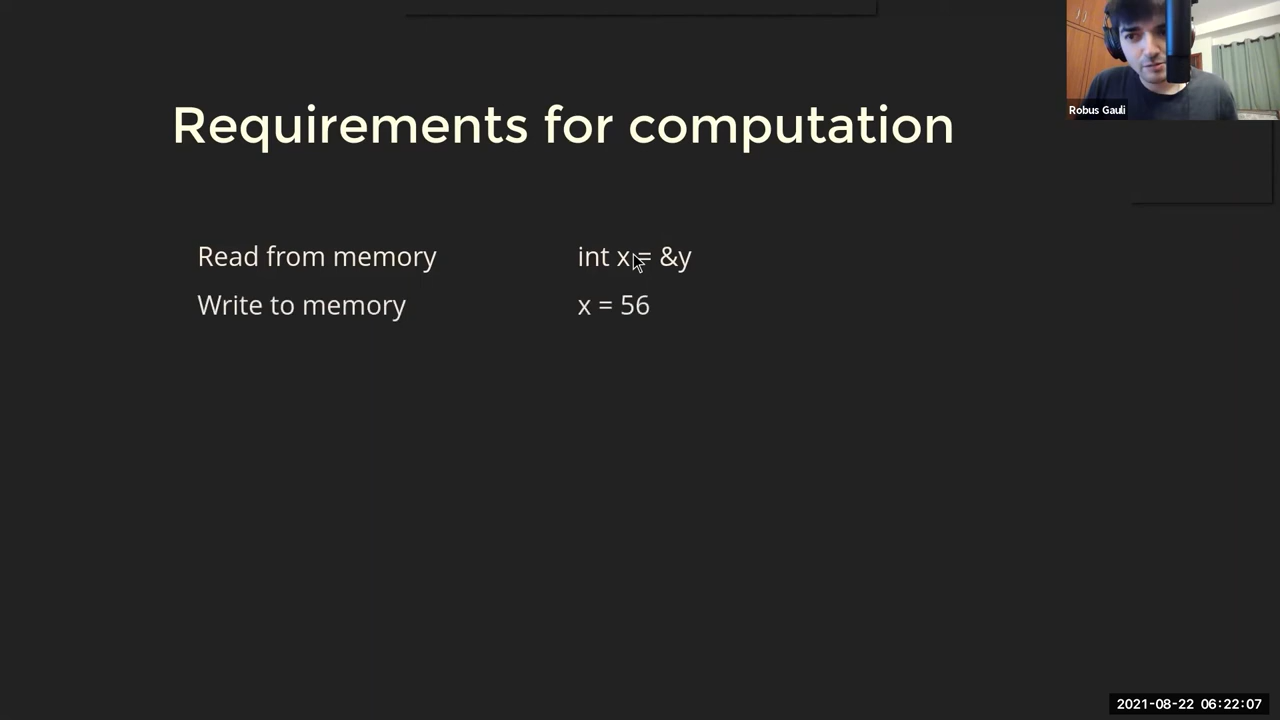 Requirements for computation
Robus Gauli
Read from memory
int x = &y
Write to memory
x = 56
2021-08-22 06:22:07